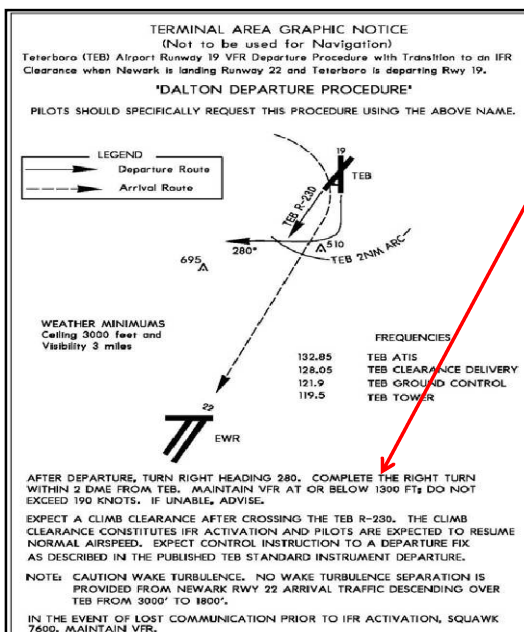 TERMINAL AREA GRAPHIC NOTICE
(Not to be used for Navigation)
Teterboro (TEB) Airport Runway 19 VFR Departure Procedure with Transition to an IFR
Clearance when Newark is landing Runway 22 and Teterboro is departing Rwy 19.
"DALTON DEPARTURE PROCEDURE"
PILOTS SHOULD SPECIFICALLY REQUEST THIS PROCEDURE USING THE ABOVE NAME.
LEGEND
Departure Route
Arrival Route
19
TEB
TEB R-230
280°
510
TEB 2NM ARC
695
WEATHER MINIMUMS
Ceiling 3000 feet and
Visibility 3 miles
FREQUENCIES
132.85 TEB ATIS
128.05 TEB CLEARANCE DELIVERY
121.9 TEB GROUND CONTROL
119.5 TEB TOWER
22
EWR
AFTER DEPARTURE, TURN RIGHT HEADING 280. COMPLETE THE RIGHT TURN
WITHIN 2 DME FROM TEB. MAINTAIN VFR AT OR BELOW 1300 FT; DO NOT
EXCEED 190 KNOTS. IF UNABLE, ADVISE.
EXPECT A CLIMB CLEARANCE AFTER CROSSING THE TEB R-230. THE CLIMB
CLEARANCE CONSTITUTES IFR ACTIVATION AND PILOTS ARE EXPECTED TO RESUME
NORMAL AIRSPEED. EXPECT CONTROL INSTRUCTION TO A DEPARTURE FIX
AS DESCRIBED IN THE PUBLISHED TEB STANDARD INSTRUMENT DEPARTURE.
NOTE: CAUTION WAKE TURBULENCE. NO WAKE TURBULENCE SEPARATION IS
PROVIDED FROM NEWARK RWY 22 ARRIVAL TRAFFIC DESCENDING OVER
TEB FROM 3000' TO 1800'.
IN THE EVENT OF LOST COMMUNICATION PRIOR TO IFR ACTIVATION, SQUAWK
7600, MAINTAIN VFR.